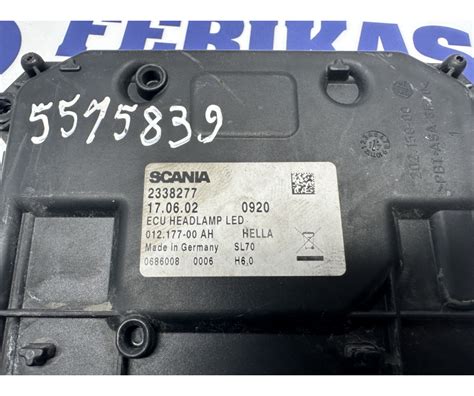 FERIKAS
5575839
SCANIA
2338277
17.06.02 0920
ECU HEADLAMP LED
012.177-00 AH HELLA
Made in Germany SL70
0686008 0006 H6,0